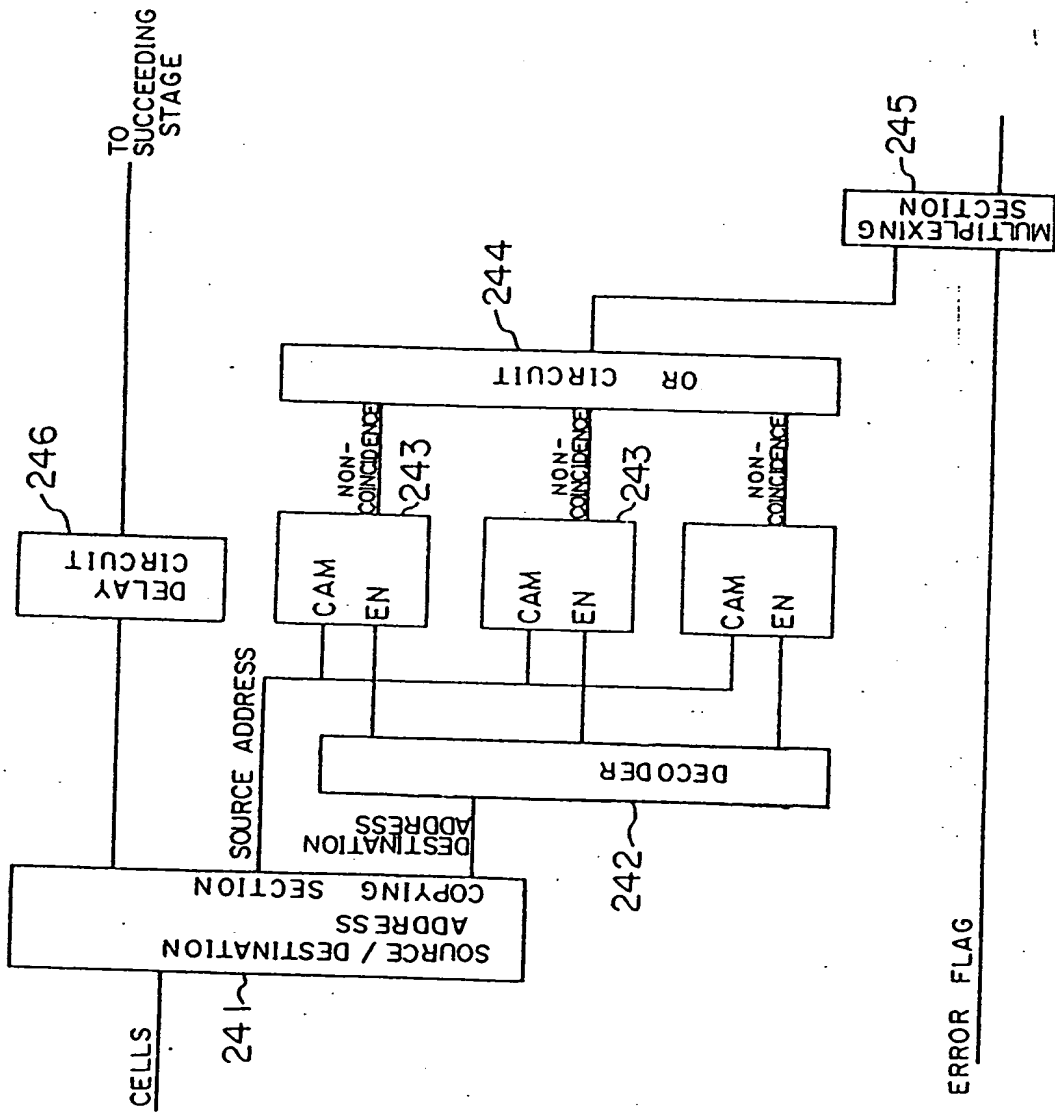 CELLS
241
SOURCE / DESTINATION
ADDRESS
COPYING SECTION
246
DELAY
CIRCUIT
TO
SUCCEEDING
STAGE
SOURCE ADDRESS
DESTINATION
ADDRESS
242
DECODER
CAM
EN
NON-
COINCIDENCE
243
CAM
EN
NON-
COINCIDENCE
243
CAM
EN
NON-
COINCIDENCE
244
OR CIRCUIT
245
MULTIPLEXING
SECTION
ERROR FLAG